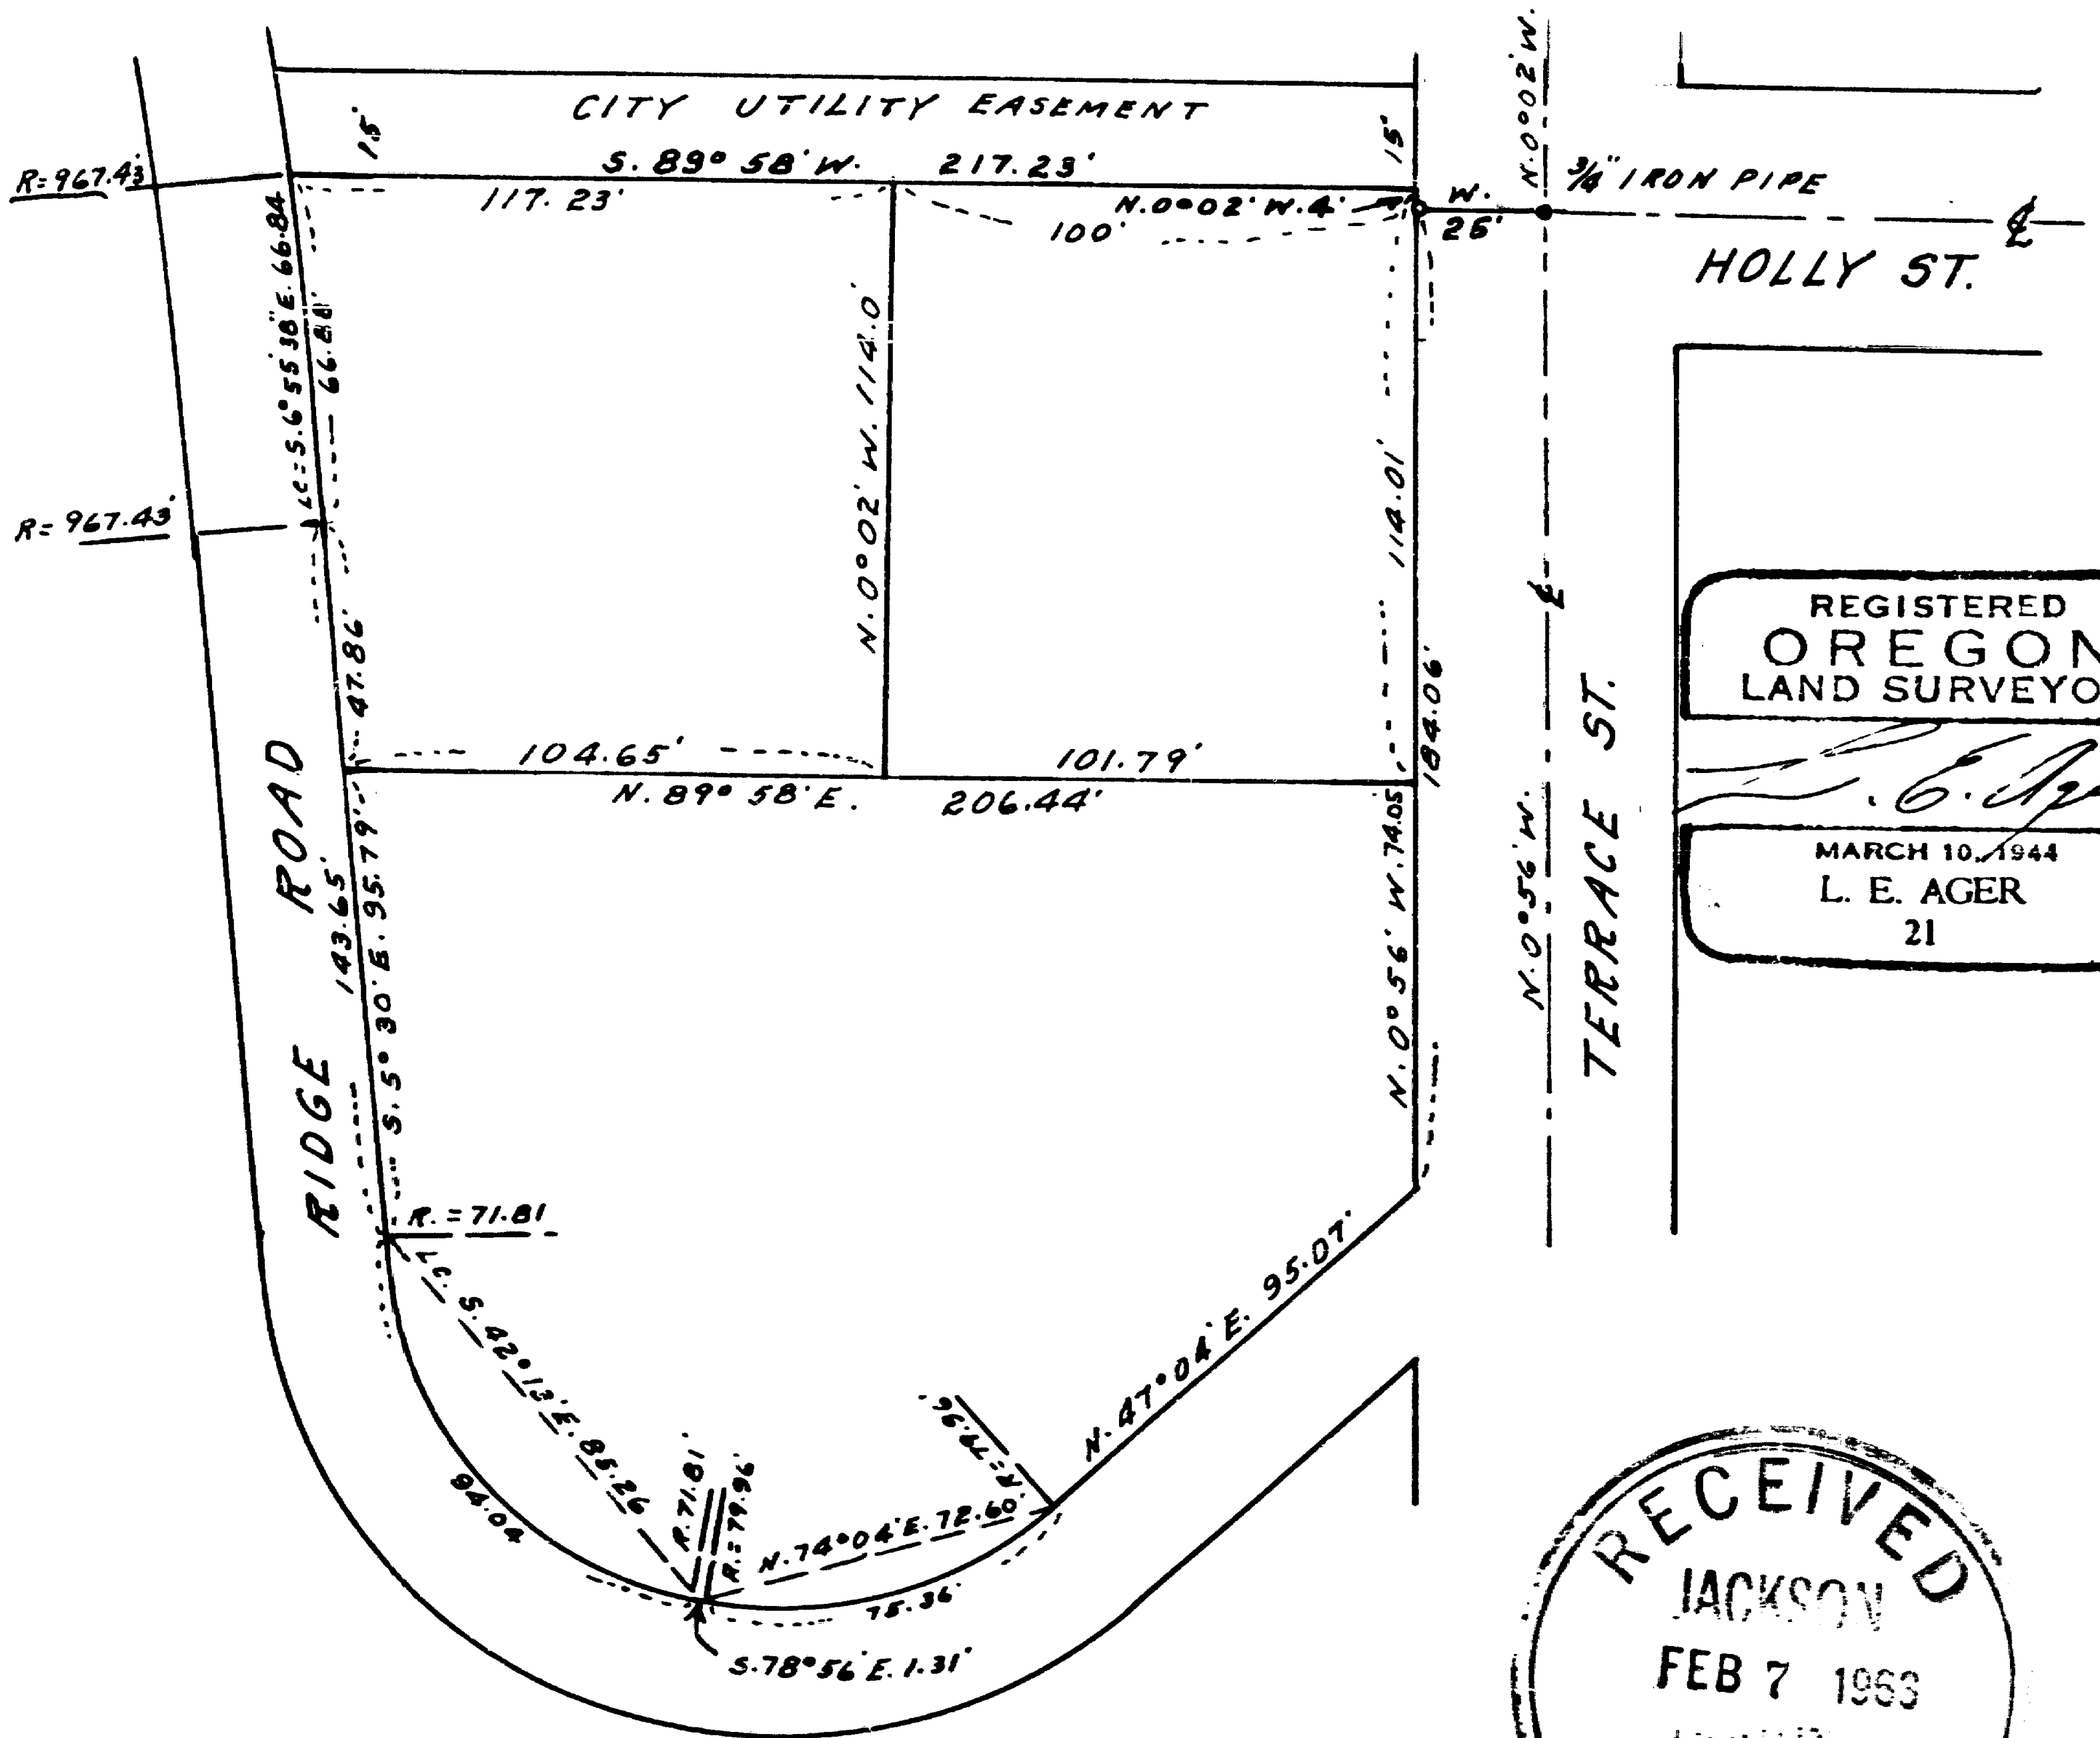 N.0°02'W.
CITY UTILITY EASEMENT
15'
15'
R=967.43'
S.89°58'W. 217.23'
117.23'
N.0°02'W.4'
100'
W.
25'
3/4" IRON PIPE
HOLLY ST.
LC=S.6°55'38"E.66.84
66.88'
N.0°02'W.114.0'
114.01'
R=967.43'
47.86'
104.65'
101.79'
N.89°58'E. 206.44'
184.06'
RIDGE ROAD
143.65'
S.5°30'E.95.79'
N.0°56'W.74.05
N.0°56'W.
TERRACE ST.
REGISTERED
OREGON
LAND SURVEYO
MARCH 10, 1944
L. E. AGER
21
R.=71.81
LC.
S.42°13'E.88.26
94.04
R.71.81'
R.=79.96'
R=79.96'
N.74°04'E.72.60'
N.47°04'E. 95.07'
75.36'
S.78°56'E.1.31'
RECEIVED
JACKSON
FEB 7 1963